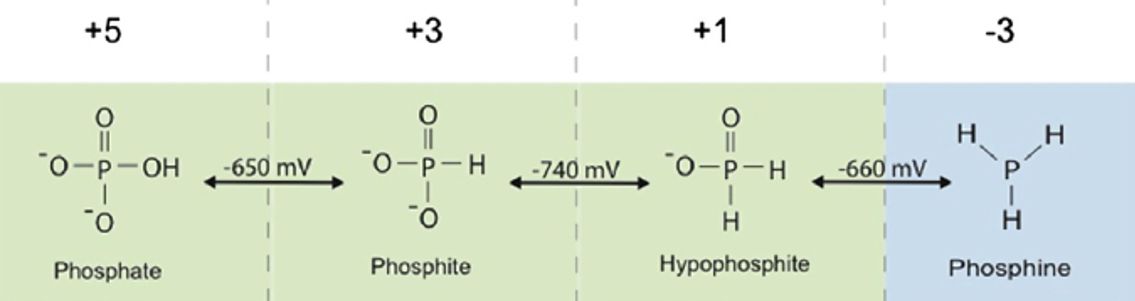 +5 +3 +1 -3
O O O H H
⁻O P OH -650 mV ⁻O P H -740 mV ⁻O P H -660 mV P
⁻O ⁻O H H
Phosphate Phosphite Hypophosphite Phosphine